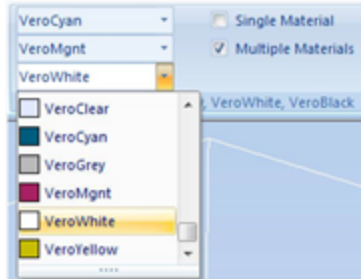 VeroCyan
Single Material
VeroMgnt
Multiple Materials
VeroWhite
, VeroWhite, VeroBlack
VeroClear
VeroCyan
VeroGrey
VeroMgnt
VeroWhite
VeroYellow